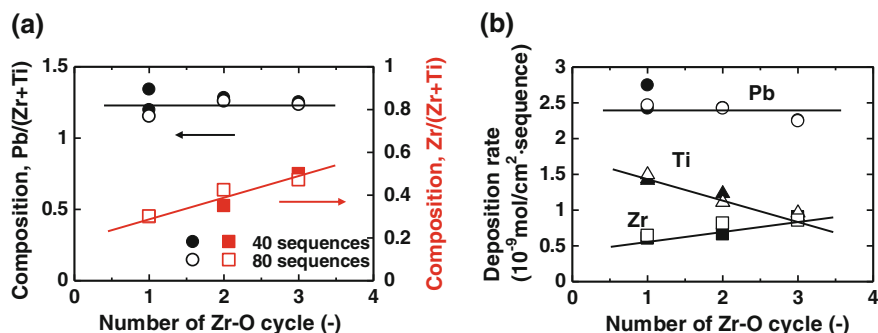 (a)
Composition, Pb/(Zr+Ti)
1.5
1
0.5
0
0
1
2
3
4
Number of Zr-O cycle (-)
40 sequences
80 sequences
1
0.8
0.6
0.4
0.2
0
Composition, Zr/(Zr+Ti)
(b)
Deposition rate
(10⁻⁹mol/cm²·sequence)
3
2.5
2
1.5
1
0.5
0
Pb
Ti
Zr
0
1
2
3
4
Number of Zr-O cycle (-)